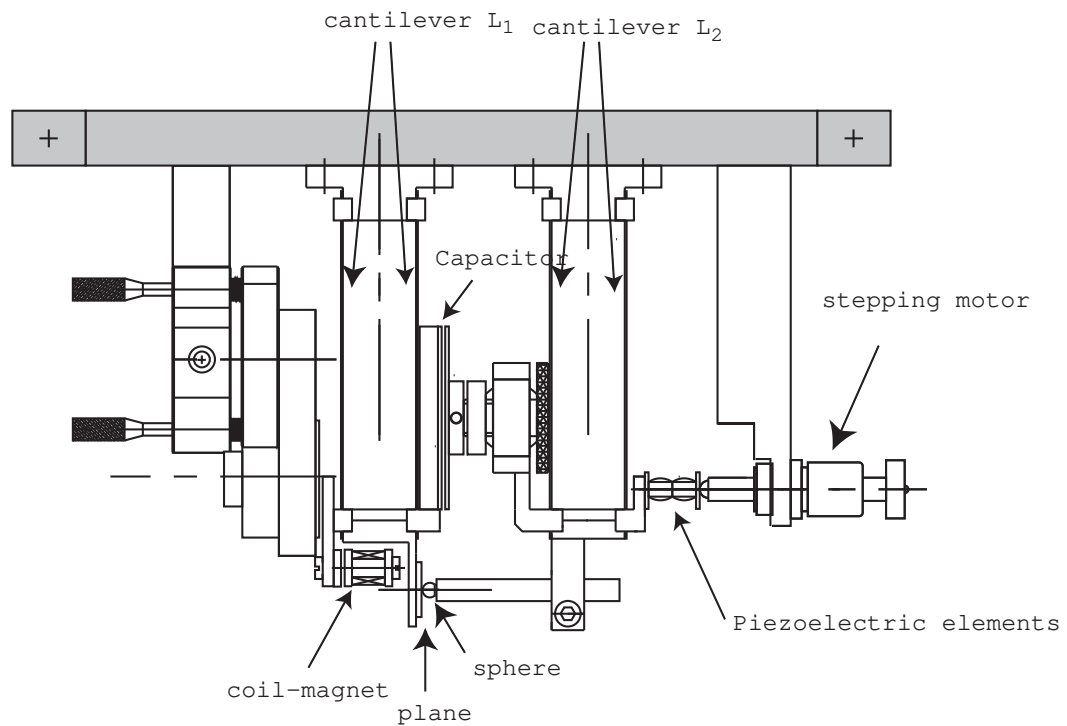 cantilever L1 cantilever L2
Capacitor
stepping motor
Piezoelectric elements
sphere
coil-magnet
plane